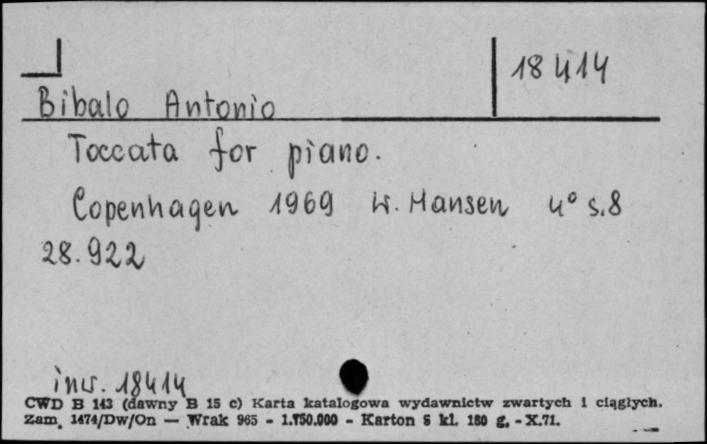 18414
Bibalo Antonio
Toccata for piano.
Copenhagen 1969 W. Hansen 4° s.8
28.922
inw. 18414
CWD B 143 (dawny B 15 c) Karta katalogowa wydawnictw zwartych i ciągłych.
Zam. 1474/Dw/On — Wrak 965 - 1.750.000 - Karton S kl. 180 g. - X.71.